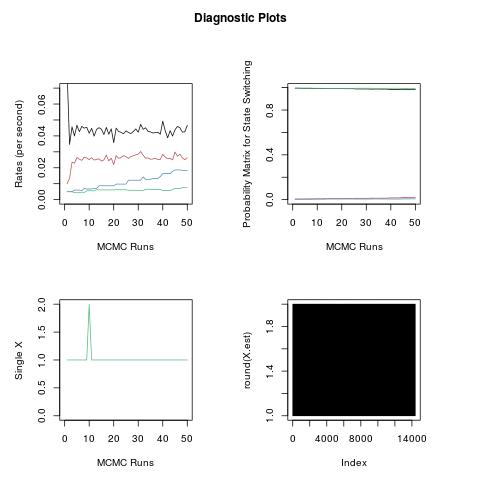 Diagnostic Plots
Rates (per second)
0.00 0.02 0.04 0.06
0 10 20 30 40 50
MCMC Runs
Probability Matrix for State Switching
0.0 0.4 0.8
0 10 20 30 40 50
MCMC Runs
Single X
0.0 0.5 1.0 1.5 2.0
0 10 20 30 40 50
MCMC Runs
round(X.est)
1.0 1.4 1.8
0 4000 8000 14000
Index